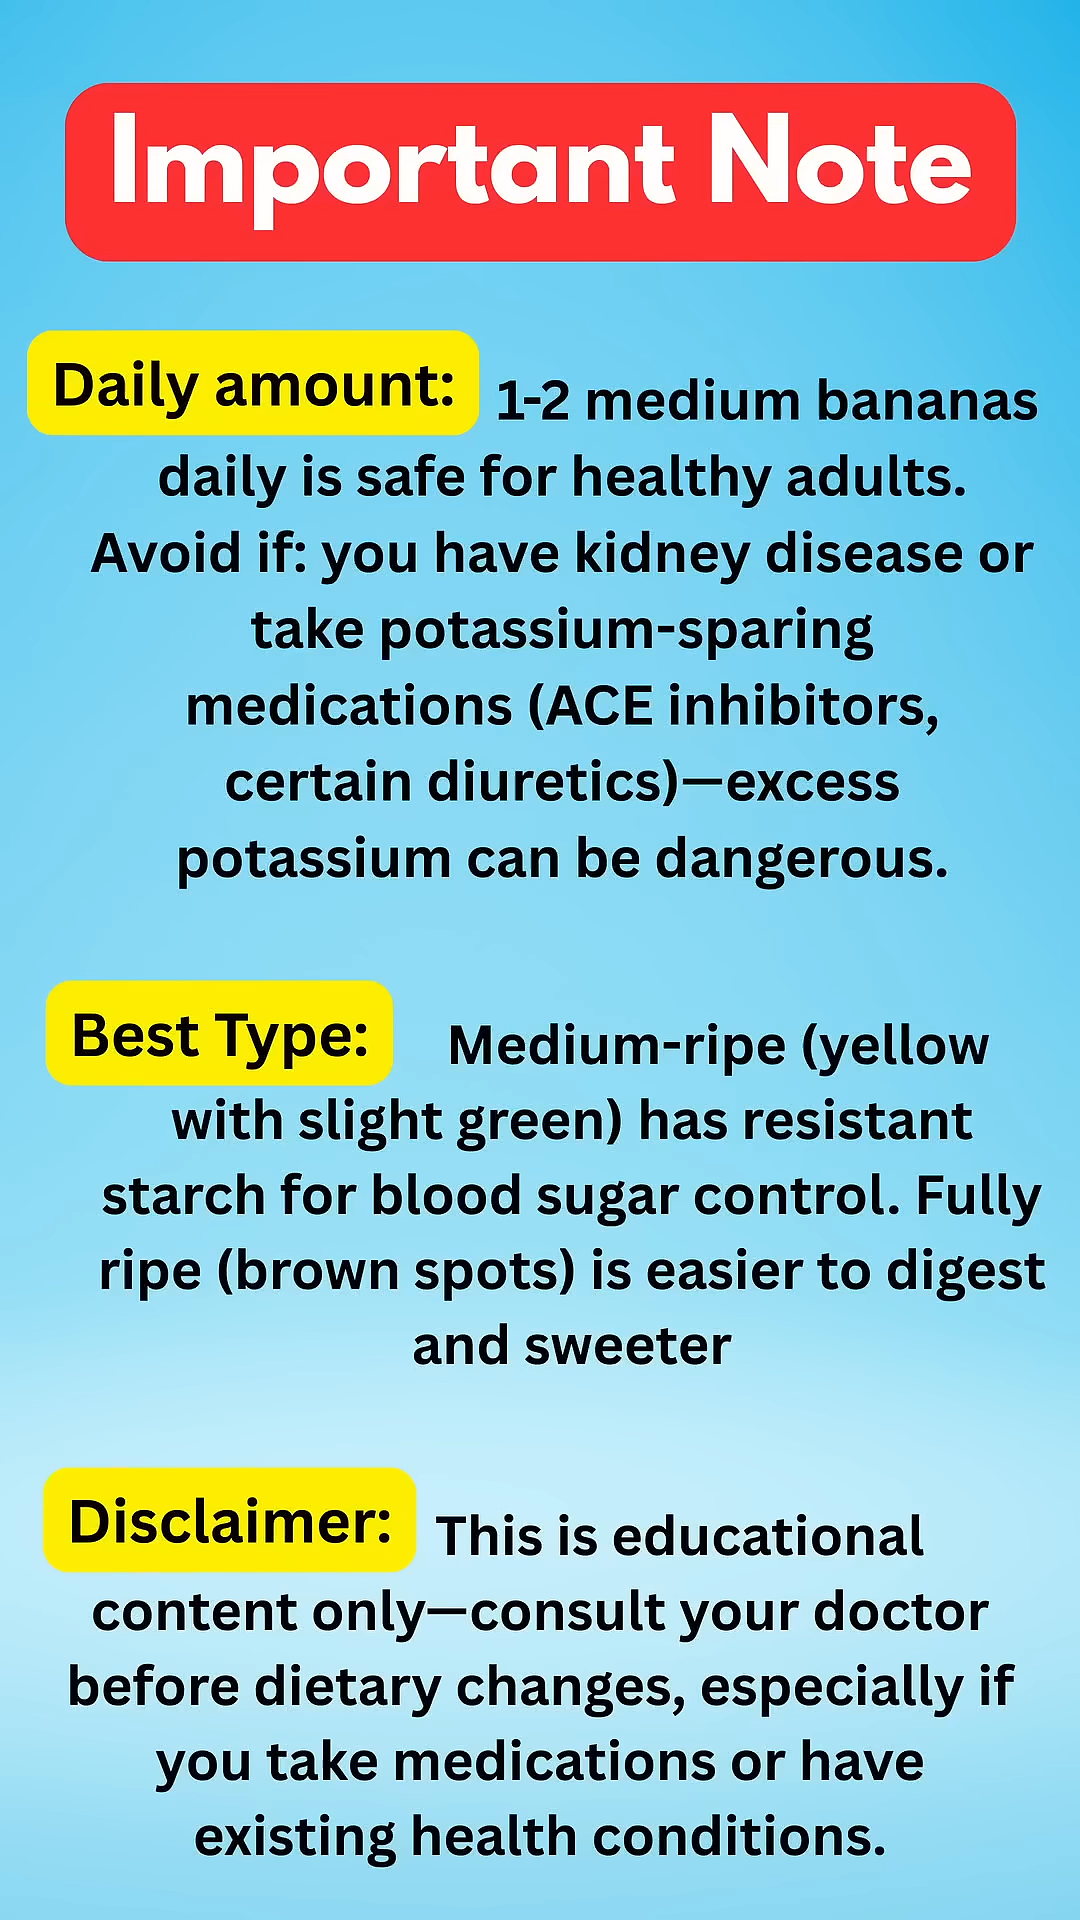 Important Note
Daily amount: 1-2 medium bananas
daily is safe for healthy adults.
Avoid if: you have kidney disease or
take potassium-sparing
medications (ACE inhibitors,
certain diuretics)—excess
potassium can be dangerous.
Best Type: Medium-ripe (yellow
with slight green) has resistant
starch for blood sugar control. Fully
ripe (brown spots) is easier to digest
and sweeter
Disclaimer: This is educational
content only—consult your doctor
before dietary changes, especially if
you take medications or have
existing health conditions.